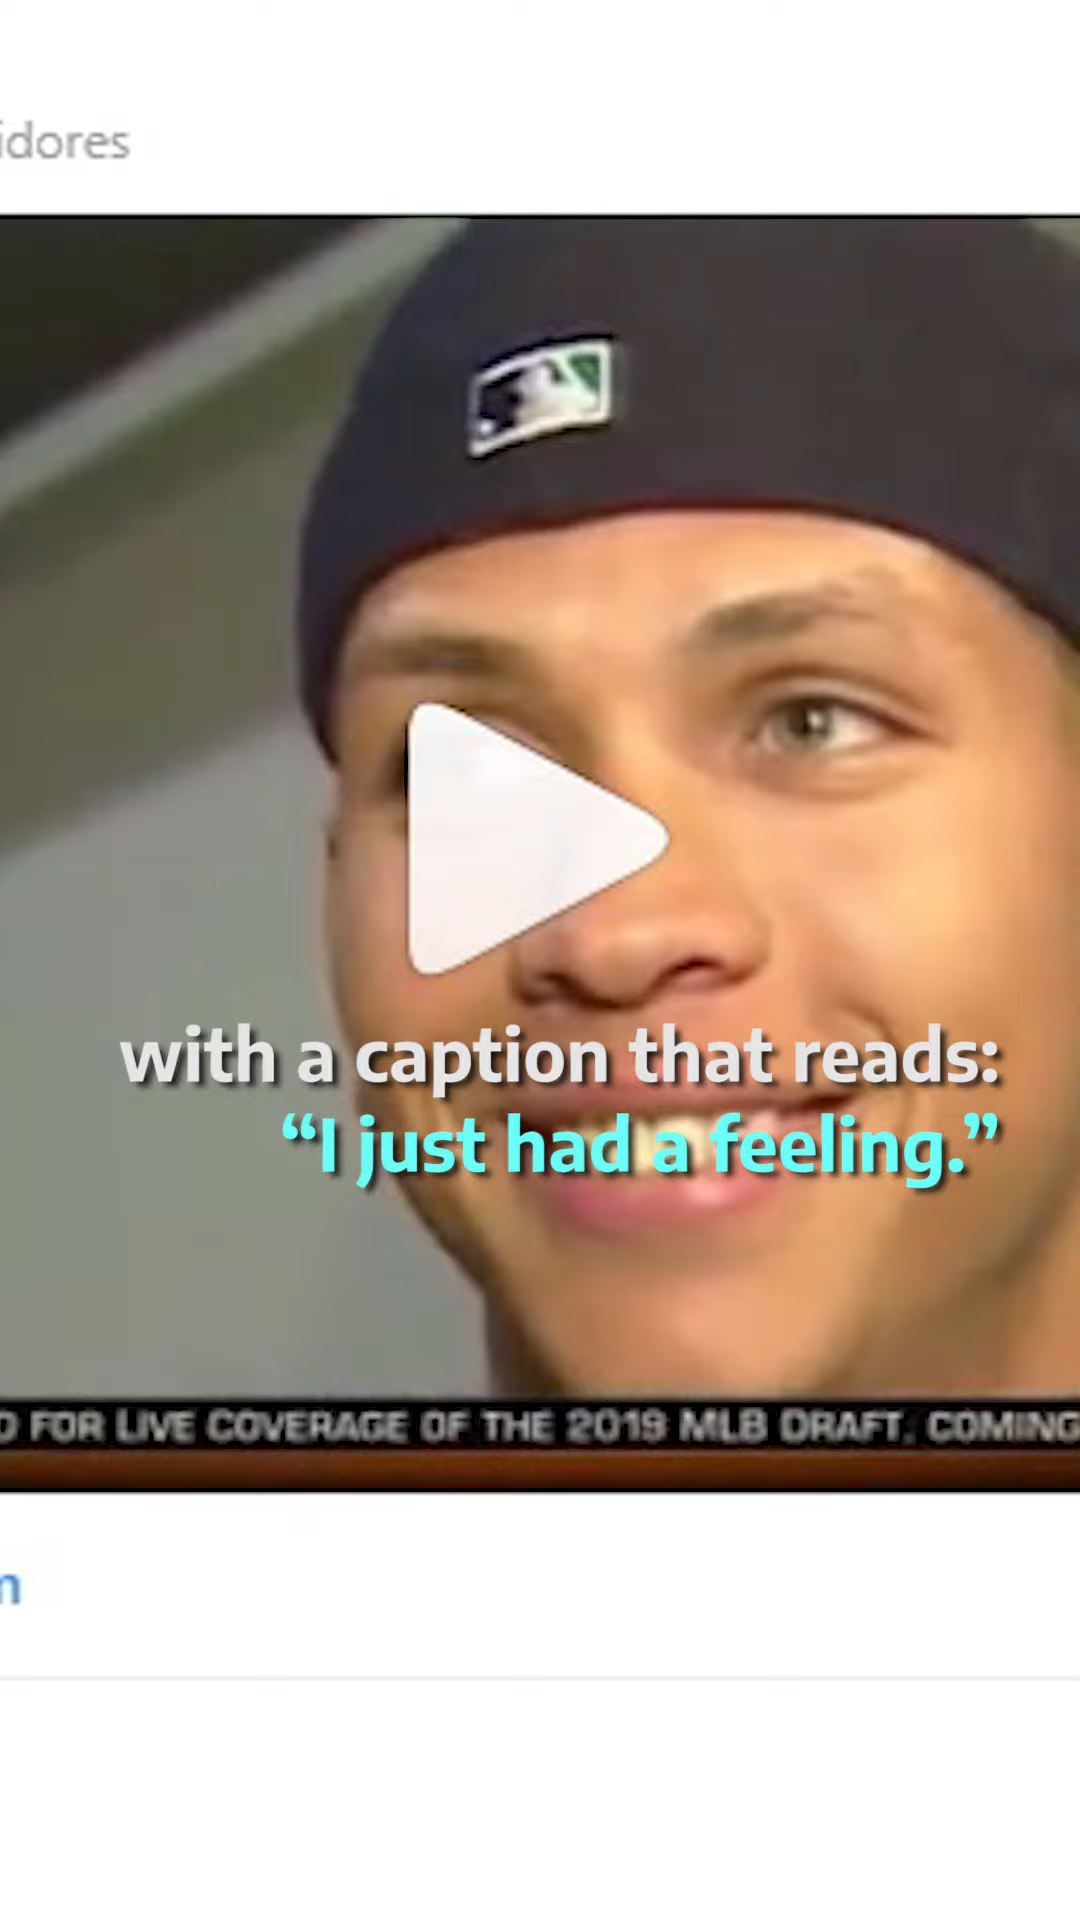 idores
with a caption that reads:
“I just had a feeling.”
FOR LIVE COVERAGE OF THE 2019 MLB DRAFT, COMING
m